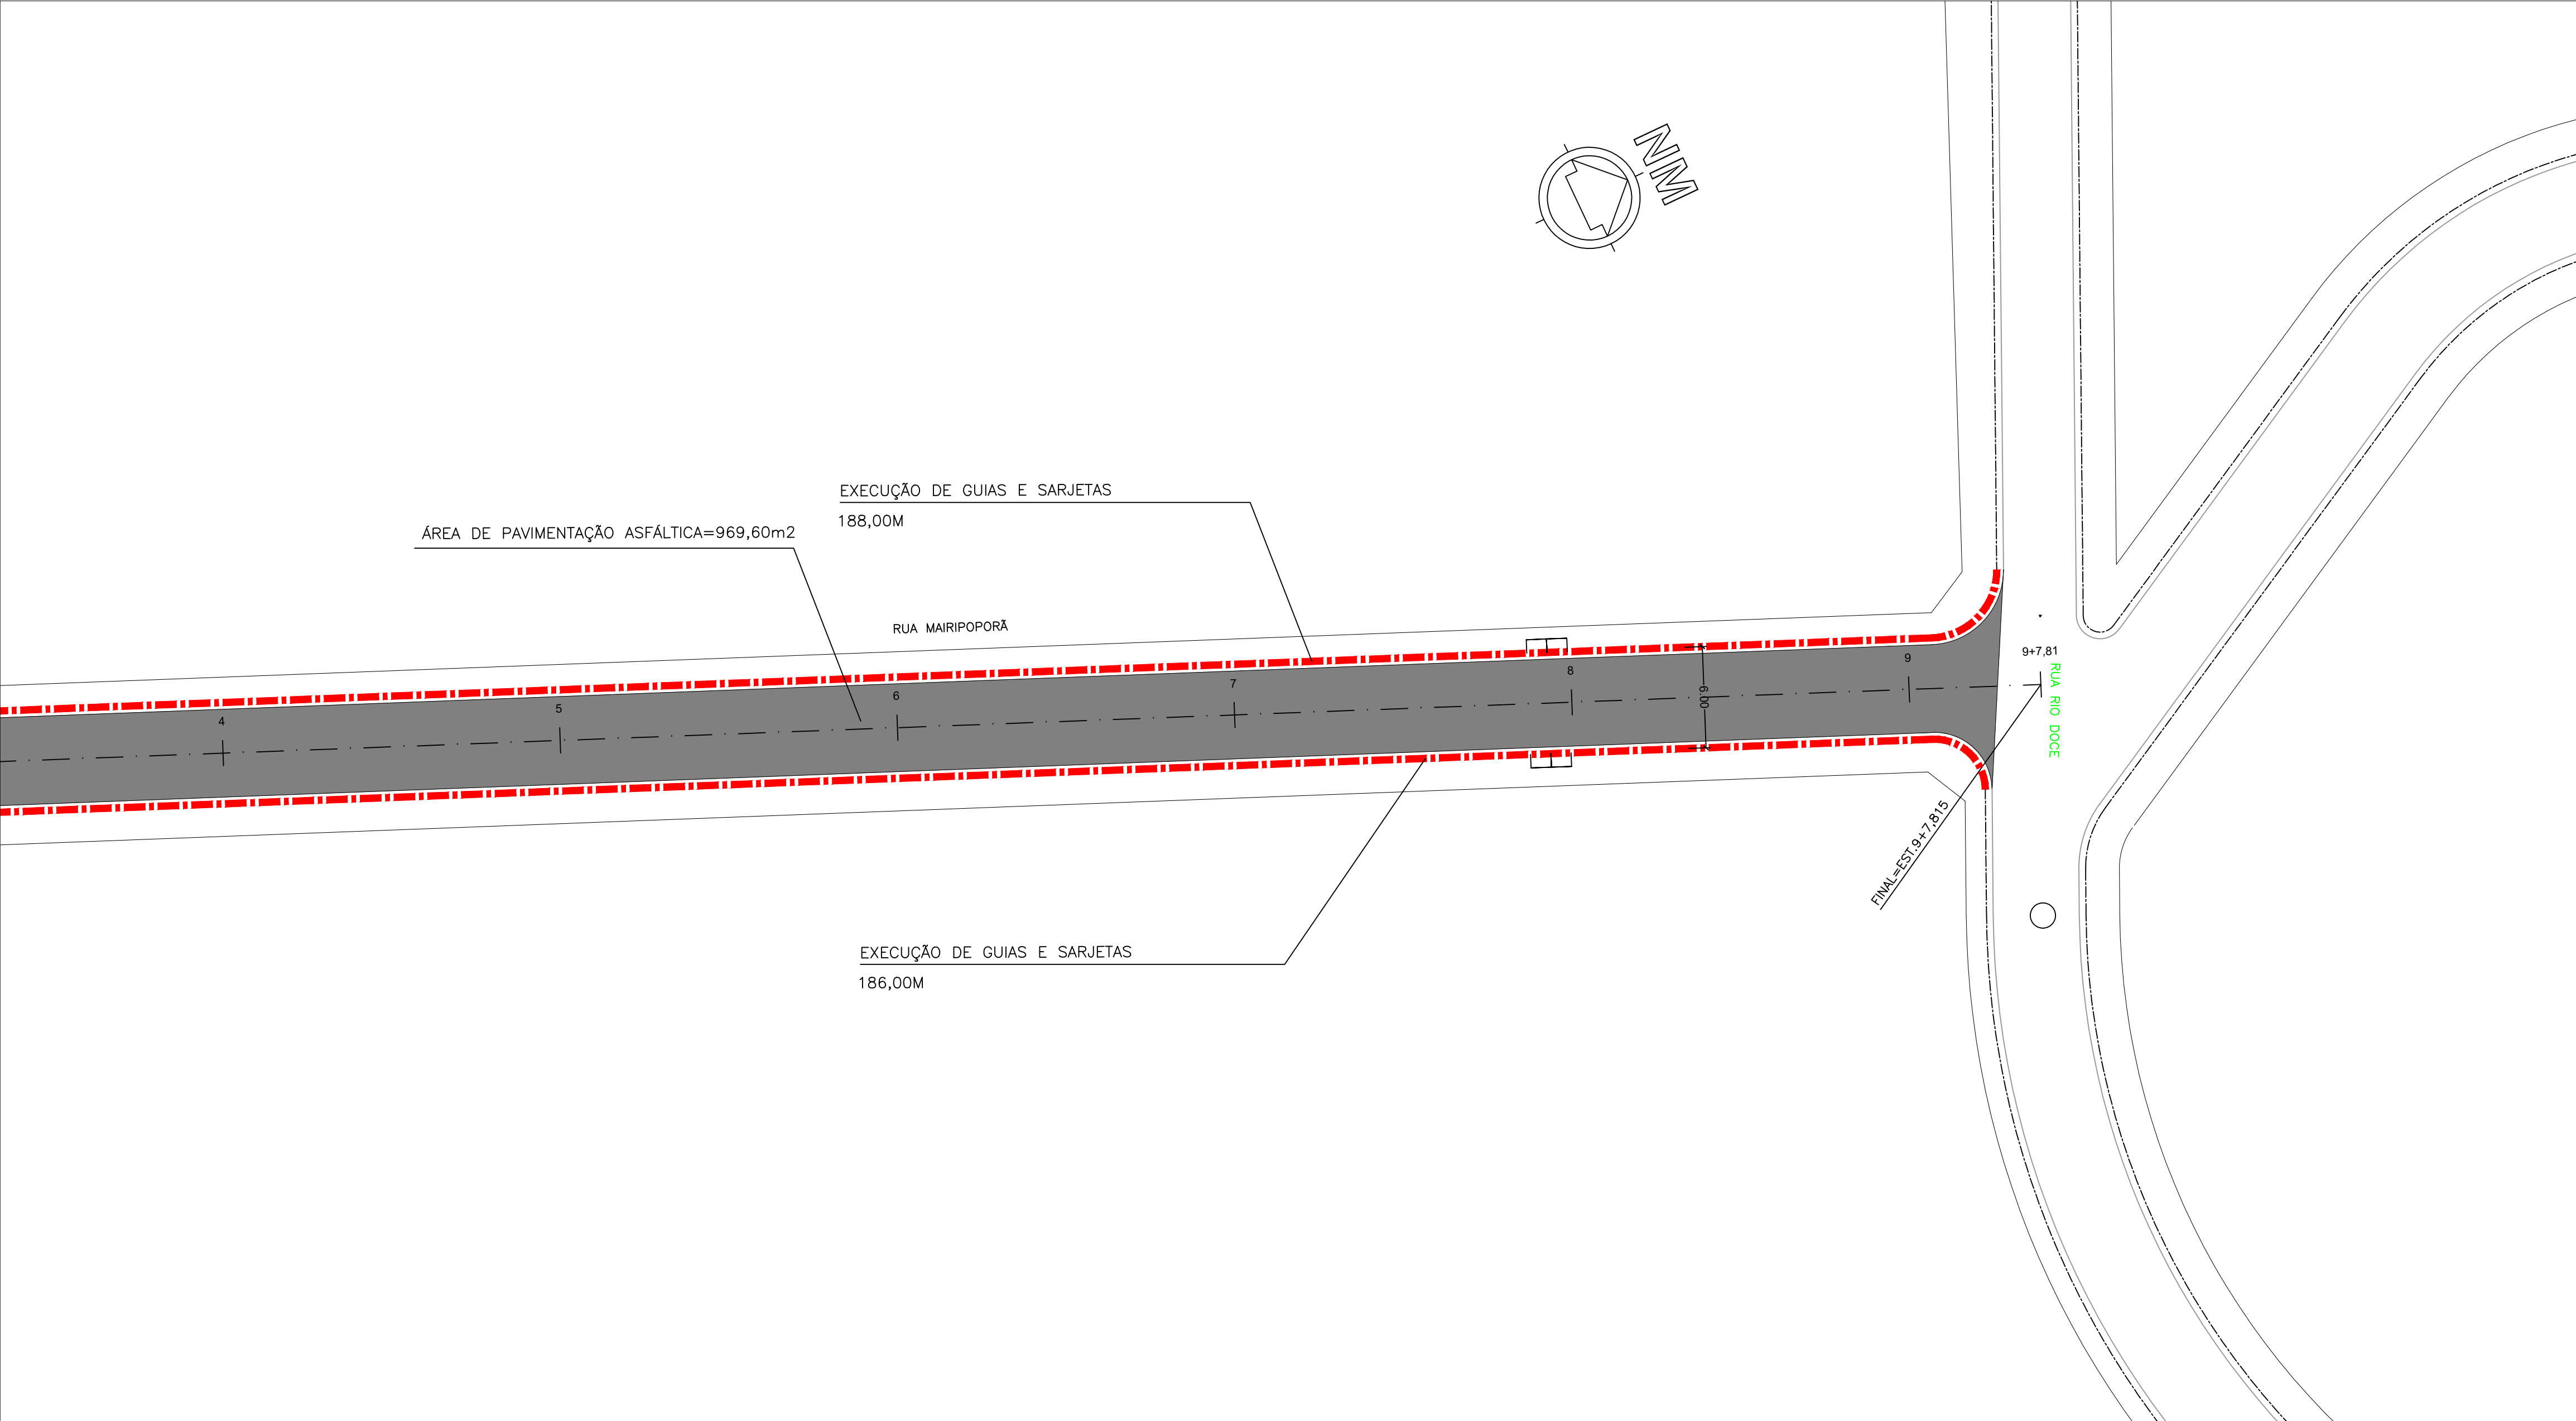 NM
EXECUÇÃO DE GUIAS E SARJETAS
188,00M
ÁREA DE PAVIMENTAÇÃO ASFÁLTICA=969,60m2
RUA MAIRIPOPORÃ
4
5
6
7
8
9
6.00
9+7,81
RUA RIO DOCE
FINAL=EST.9+7,815
EXECUÇÃO DE GUIAS E SARJETAS
186,00M